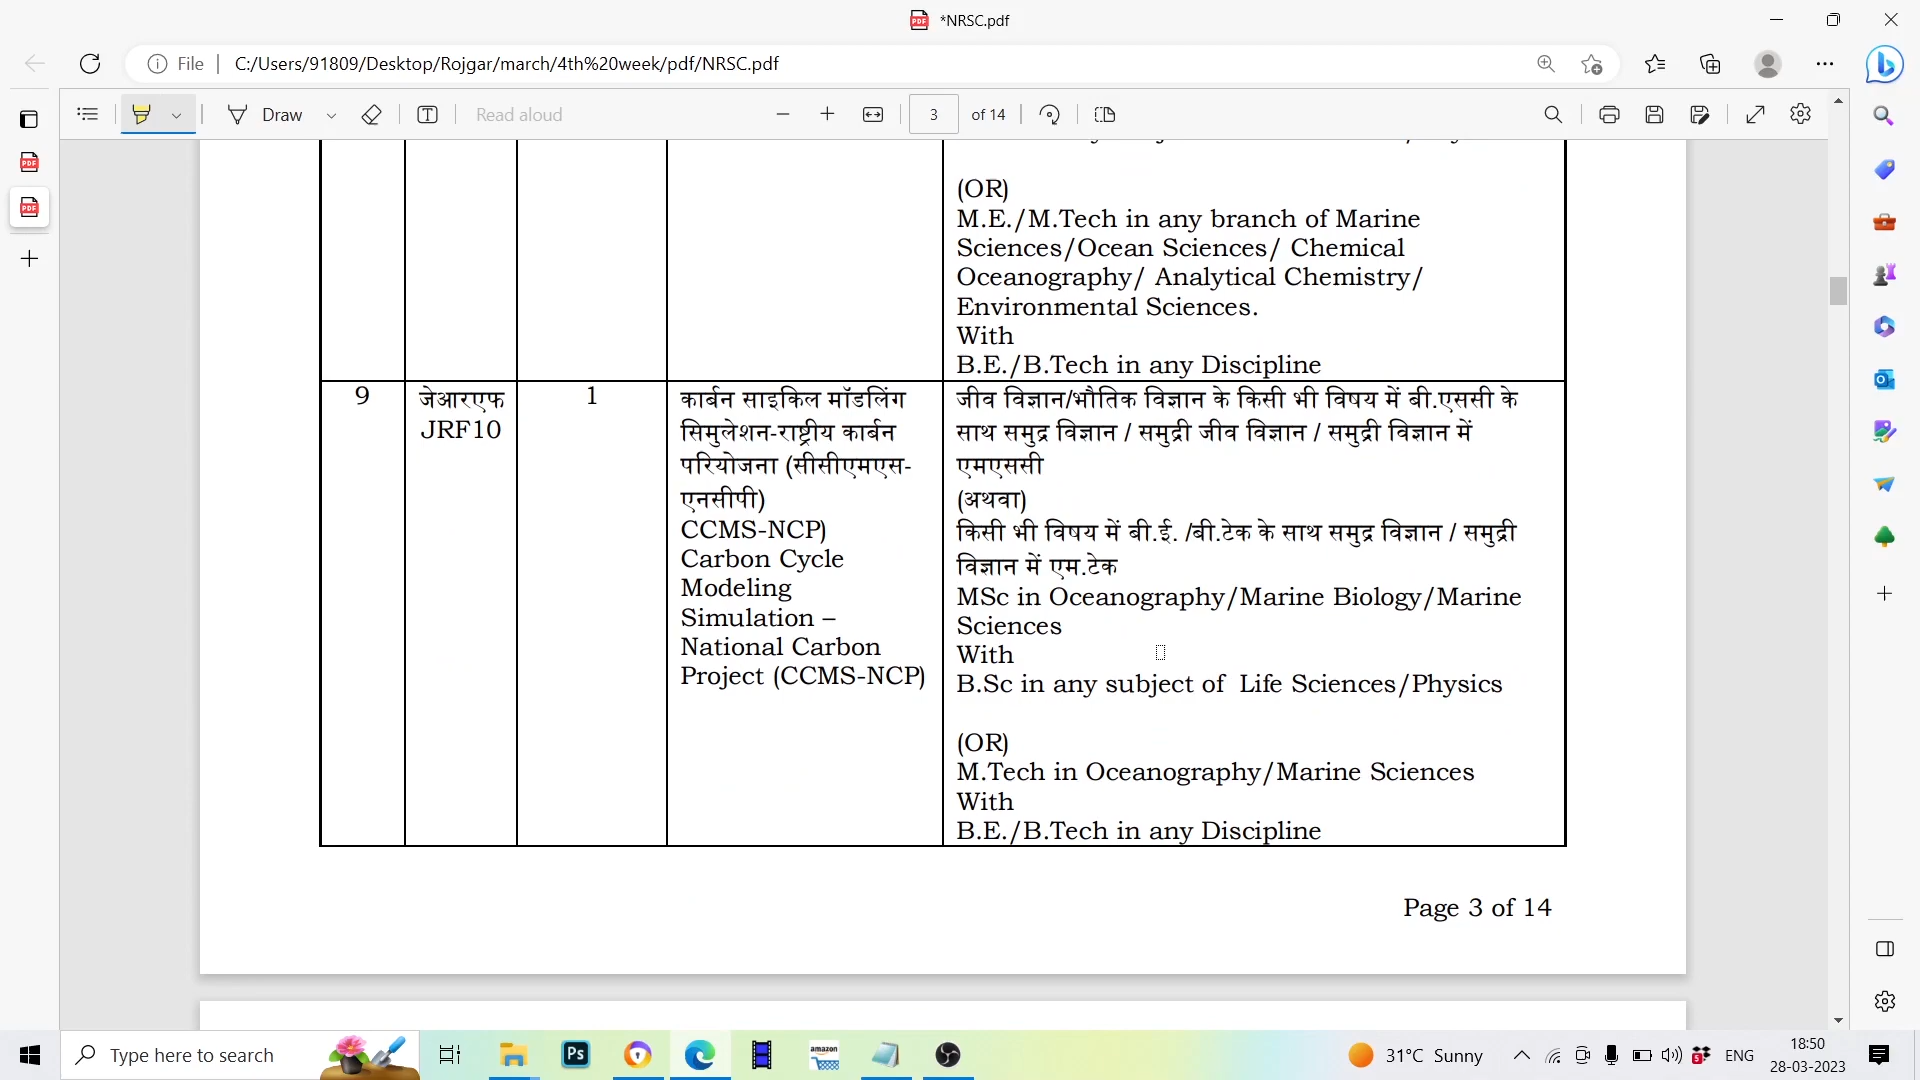 *NRSC.pdf
File
C:/Users/91809/Desktop/Rojgar/march/4th%20week/pdf/NRSC.pdf
Draw
Read aloud
3
of 14
(OR)
M.E./M.Tech in any branch of Marine
Sciences/Ocean Sciences/ Chemical
Oceanography/ Analytical Chemistry/
Environmental Sciences.
With
B.E./B.Tech in any Discipline
9
जेआरएफ
JRF10
1
कार्बन साइकिल मॉडलिंग
सिमुलेशन-राष्ट्रीय कार्बन
परियोजना (सीसीएमएस-
एनसीपी)
CCMS-NCP)
Carbon Cycle
Modeling
Simulation –
National Carbon
Project (CCMS-NCP)
जीव विज्ञान/भौतिक विज्ञान के किसी भी विषय में बी.एससी के
साथ समुद्र विज्ञान / समुद्री जीव विज्ञान / समुद्री विज्ञान में
एमएससी
(अथवा)
किसी भी विषय में बी.ई. /बी.टेक के साथ समुद्र विज्ञान / समुद्री
विज्ञान में एम.टेक
MSc in Oceanography/Marine Biology/Marine
Sciences
With
B.Sc in any subject of Life Sciences/Physics
(OR)
M.Tech in Oceanography/Marine Sciences
With
B.E./B.Tech in any Discipline
Page 3 of 14
Type here to search
Ps
amazon
31°C Sunny
ENG
18:50
28-03-2023